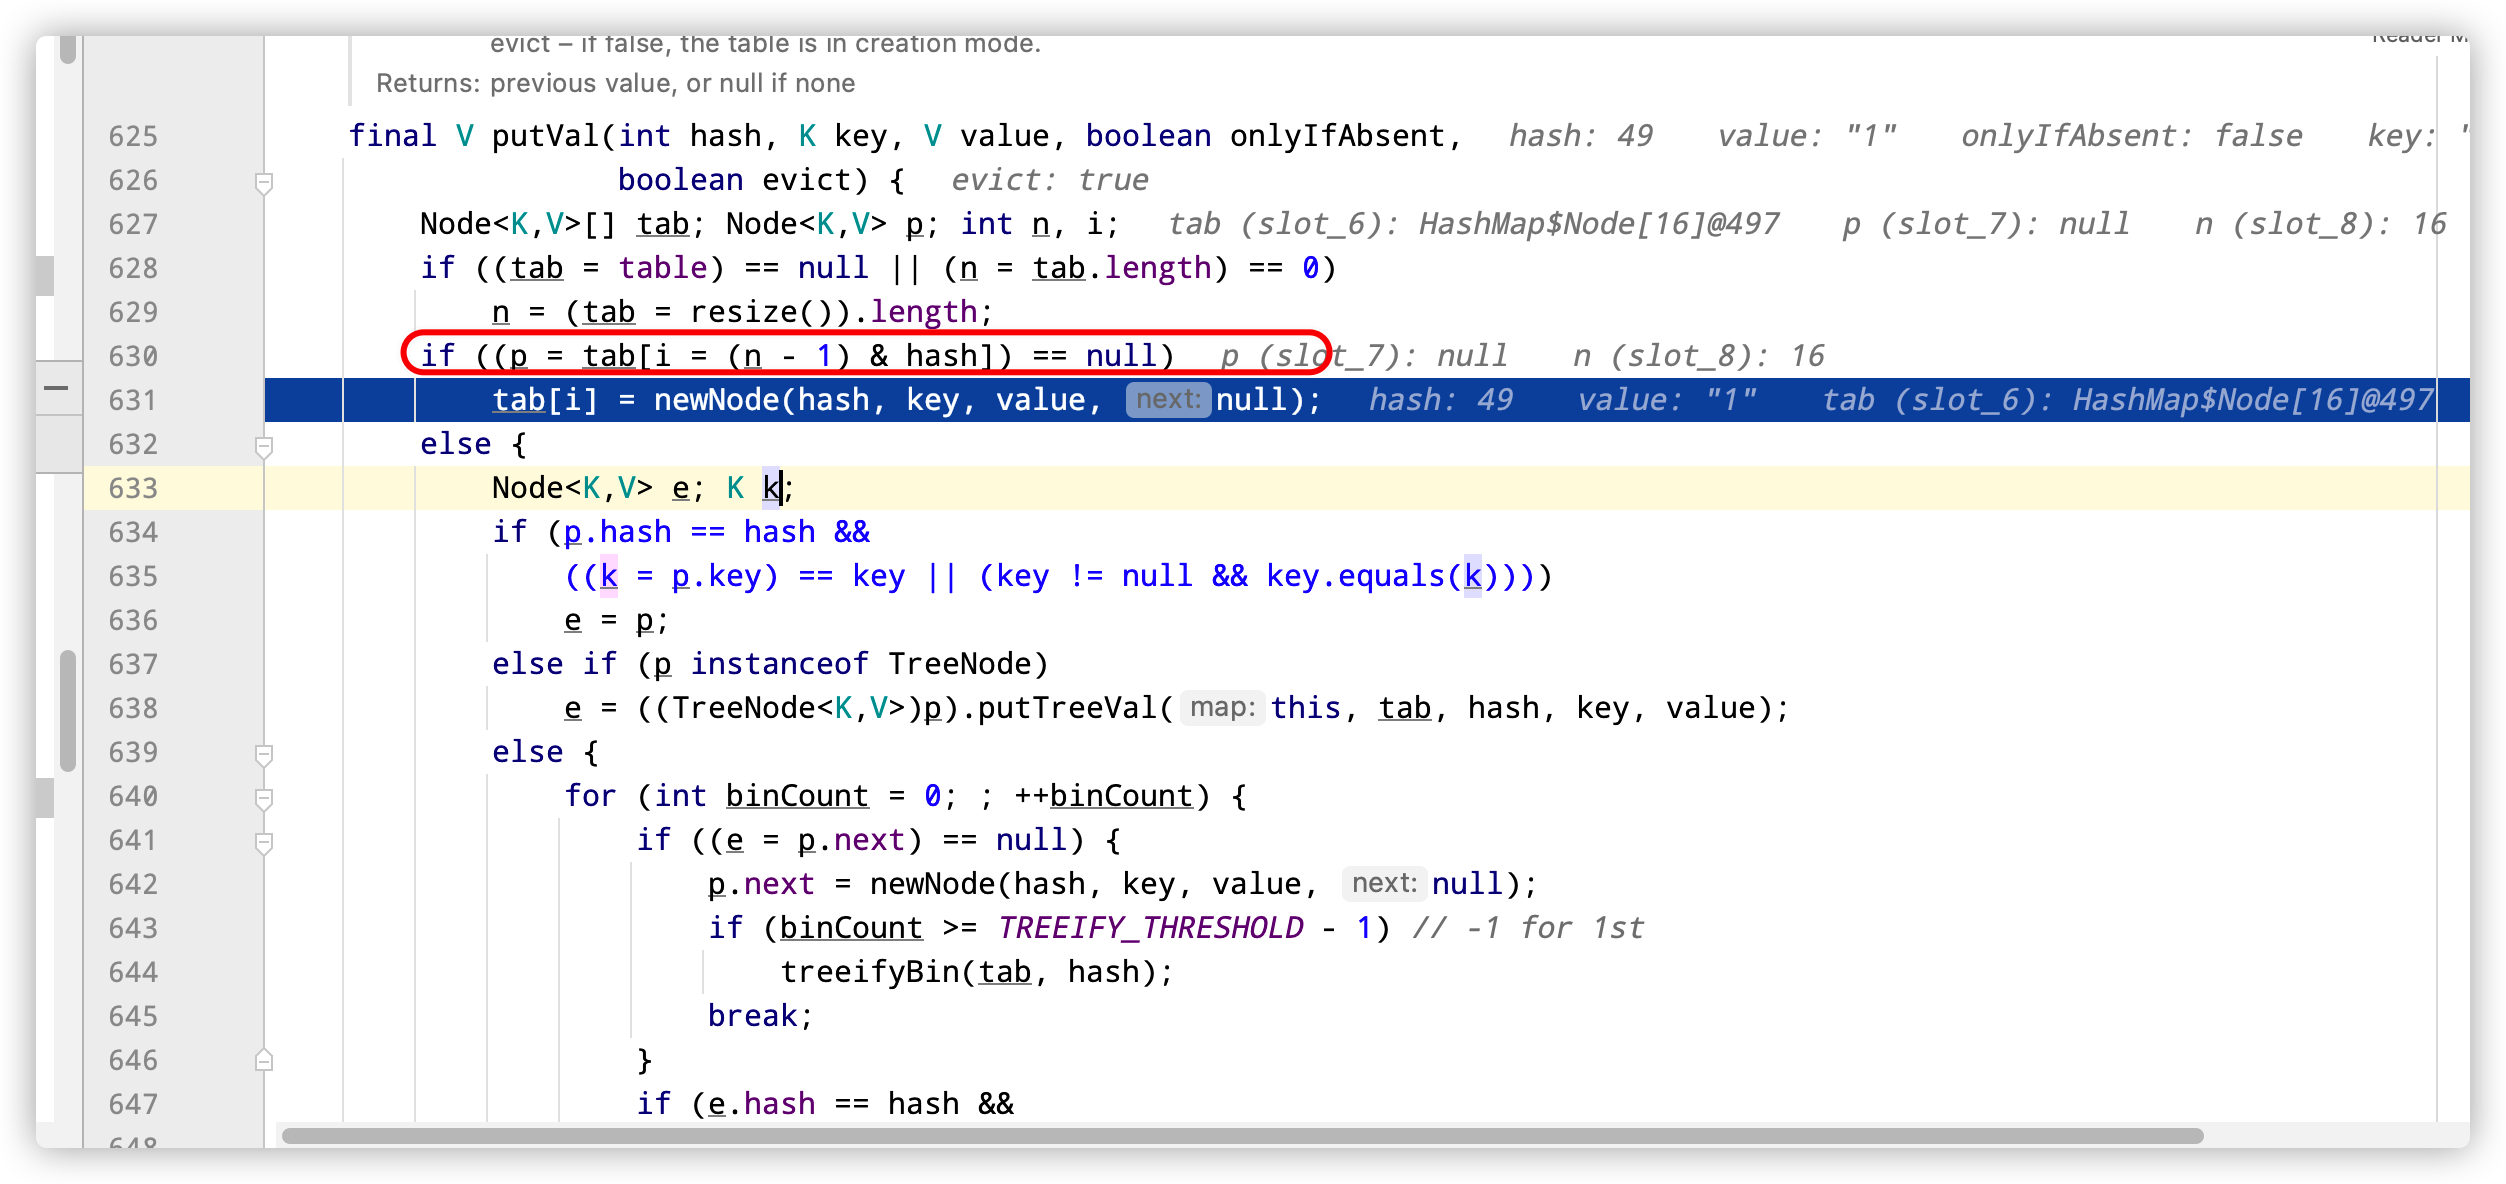 evict – if false, the table is in creation mode.
Reader M
Returns: previous value, or null if none
625 final V putVal(int hash, K key, V value, boolean onlyIfAbsent, hash: 49 value: "1" onlyIfAbsent: false key: "
626 boolean evict) { evict: true
627 Node<K,V>[] tab; Node<K,V> p; int n, i; tab (slot_6): HashMap$Node[16]@497 p (slot_7): null n (slot_8): 16
628 if ((tab = table) == null || (n = tab.length) == 0)
629 n = (tab = resize()).length;
630 if ((p = tab[i = (n - 1) & hash]) == null) p (slot_7): null n (slot_8): 16
631 tab[i] = newNode(hash, key, value, next: null); hash: 49 value: "1" tab (slot_6): HashMap$Node[16]@497
632 else {
633 Node<K,V> e; K k;
634 if (p.hash == hash &&
635 ((k = p.key) == key || (key != null && key.equals(k))))
636 e = p;
637 else if (p instanceof TreeNode)
638 e = ((TreeNode<K,V>)p).putTreeVal( map: this, tab, hash, key, value);
639 else {
640 for (int binCount = 0; ; ++binCount) {
641 if ((e = p.next) == null) {
642 p.next = newNode(hash, key, value, next: null);
643 if (binCount >= TREEIFY_THRESHOLD - 1) // -1 for 1st
644 treeifyBin(tab, hash);
645 break;
646 }
647 if (e.hash == hash &&
648